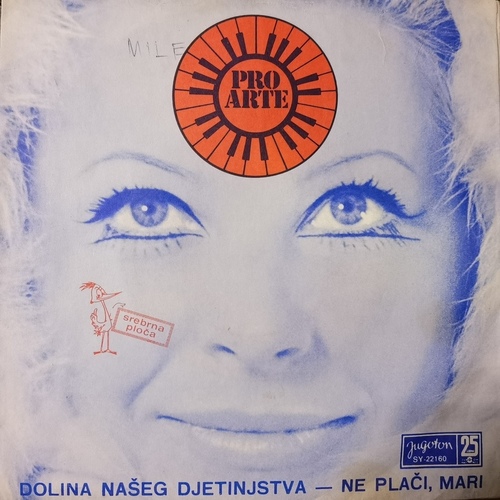 MILE
PRO
ARTE
srebrna
ploča
Jugoton
SY-22160
25
DOLINA NAŠEG DJETINJSTVA — NE PLAČI, MARI